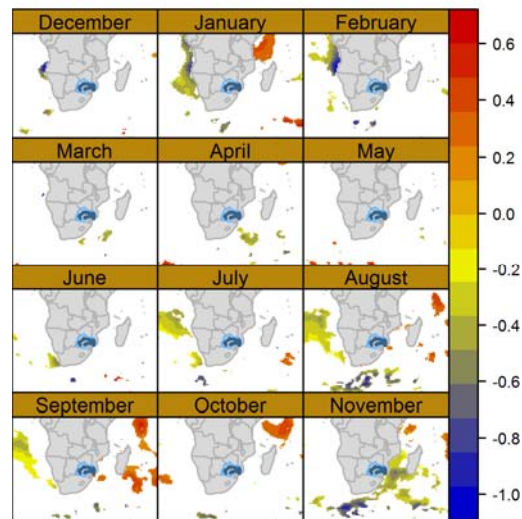 December January February
March April May
June July August
September October November
0.6
0.4
0.2
0.0
-0.2
-0.4
-0.6
-0.8
-1.0